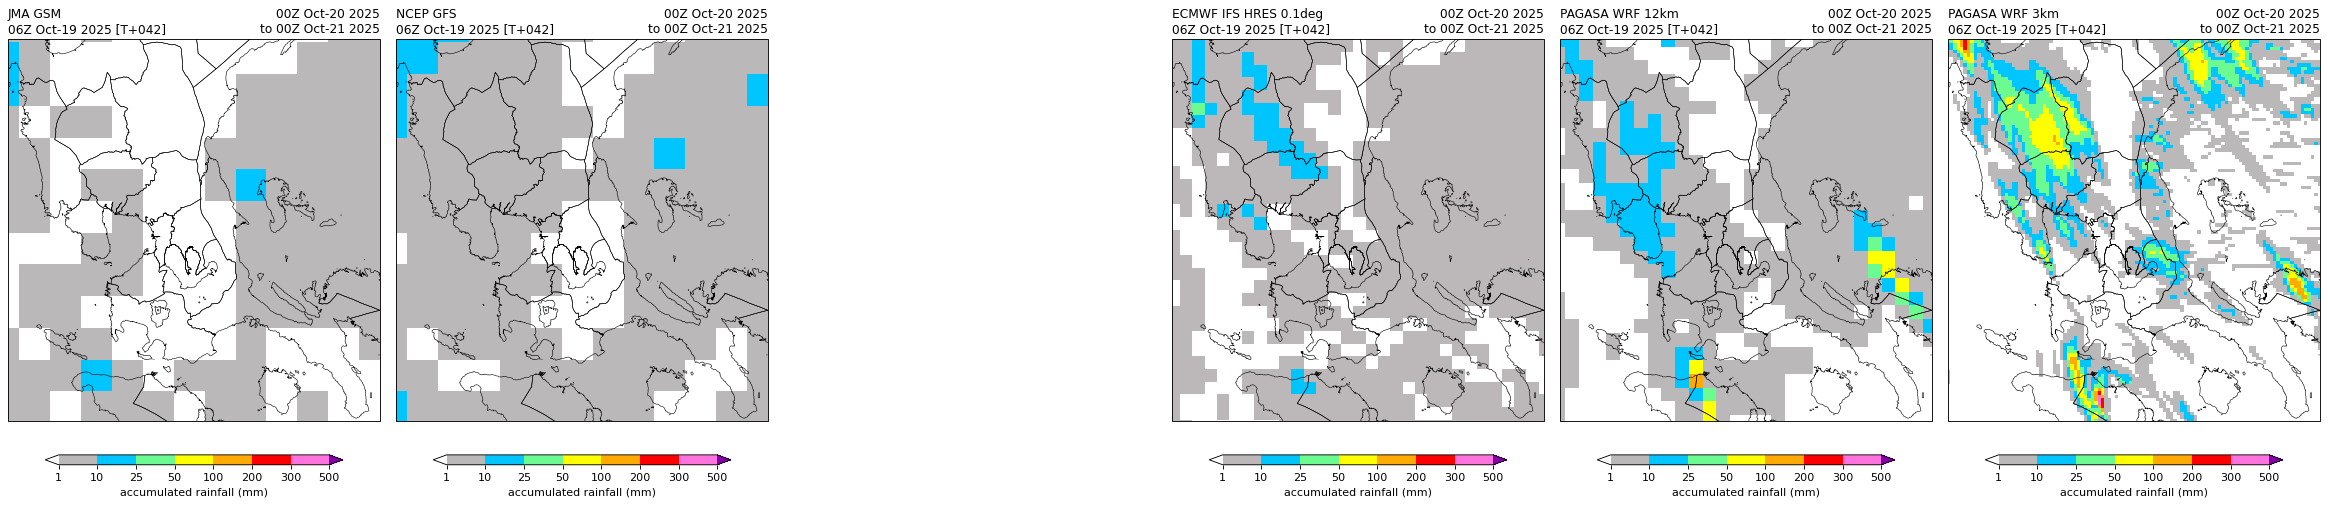 JMA GSM 00Z Oct-20 2025
06Z Oct-19 2025 [T+042] to 00Z Oct-21 2025
1 10 25 50 100 200 300 500
accumulated rainfall (mm)
NCEP GFS 00Z Oct-20 2025
06Z Oct-19 2025 [T+042] to 00Z Oct-21 2025
1 10 25 50 100 200 300 500
accumulated rainfall (mm)
ECMWF IFS HRES 0.1deg 00Z Oct-20 2025
06Z Oct-19 2025 [T+042] to 00Z Oct-21 2025
1 10 25 50 100 200 300 500
accumulated rainfall (mm)
PAGASA WRF 12km 00Z Oct-20 2025
06Z Oct-19 2025 [T+042] to 00Z Oct-21 2025
1 10 25 50 100 200 300 500
accumulated rainfall (mm)
PAGASA WRF 3km 00Z Oct-20 2025
06Z Oct-19 2025 [T+042] to 00Z Oct-21 2025
1 10 25 50 100 200 300 500
accumulated rainfall (mm)